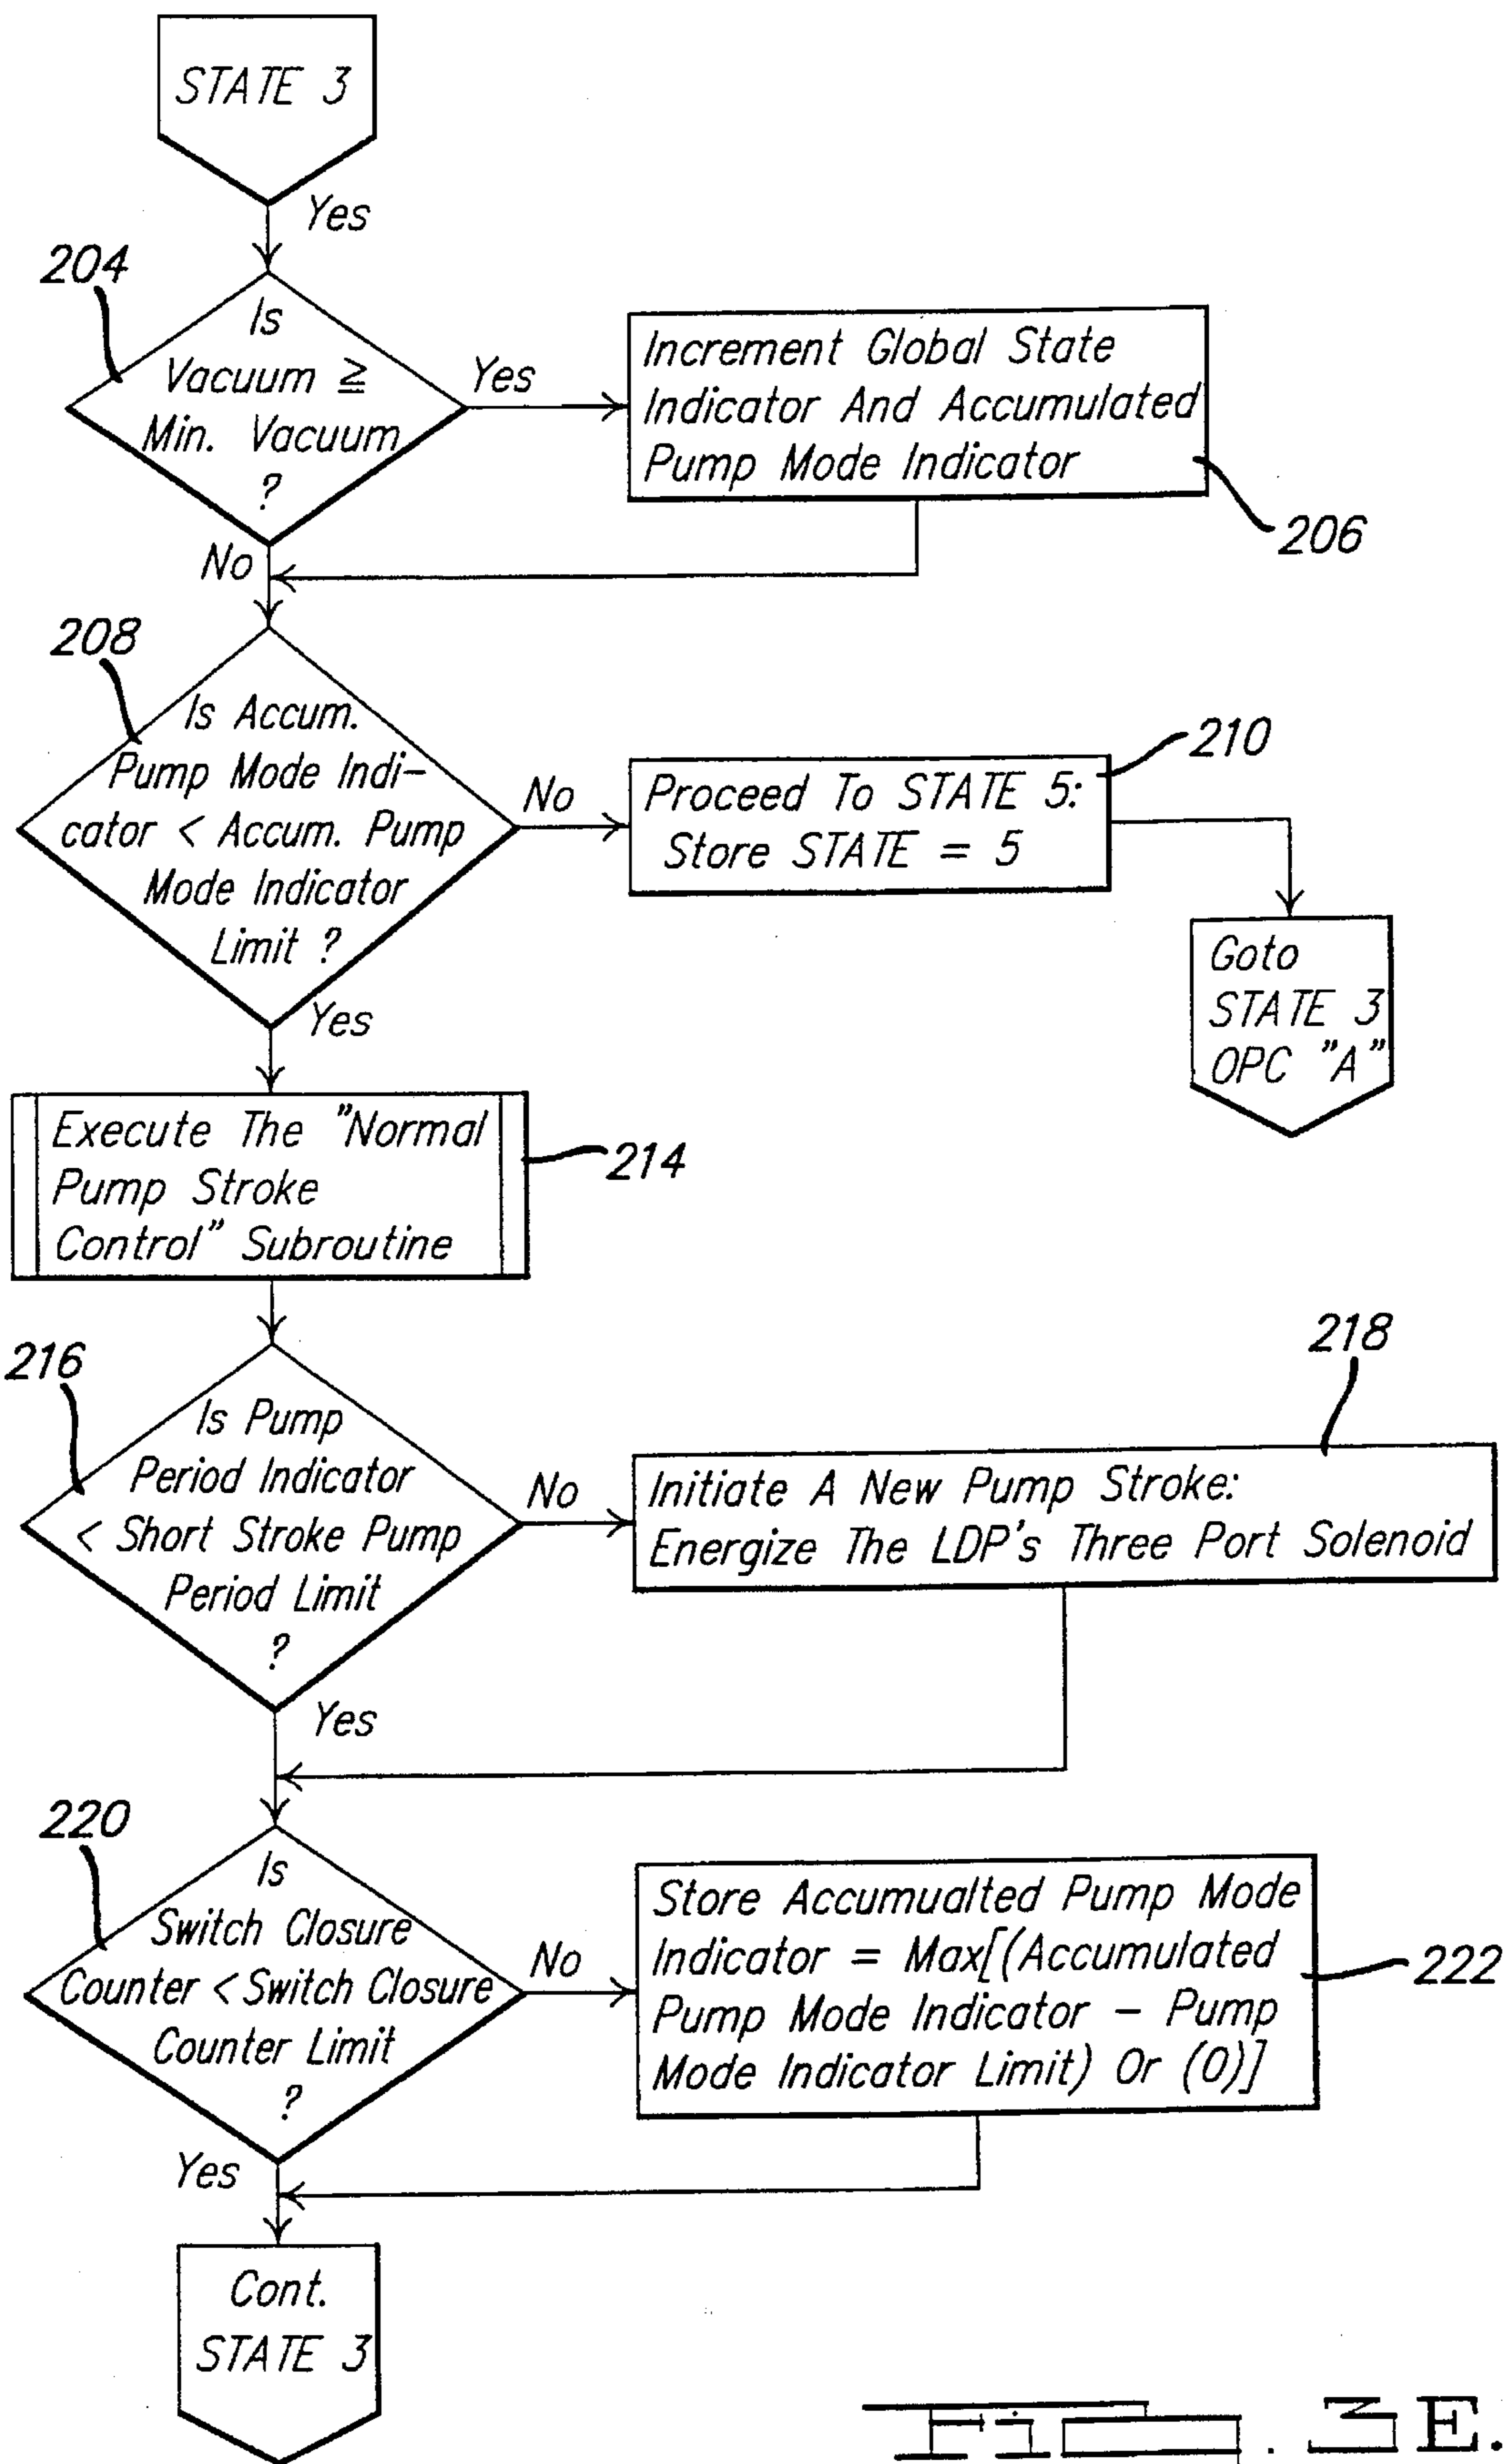 STATE 3
Yes
204
Is
Vacuum ≧
Min. Vacuum
?
Yes
Increment Global State
Indicator And Accumulated
Pump Mode Indicator
206
No
208
Is Accum.
Pump Mode Indi-
cator < Accum. Pump
Mode Indicator
Limit ?
No
Proceed To STATE 5:
Store STATE = 5
210
Goto
STATE 3
OPC "A"
Yes
Execute The "Normal
Pump Stroke
Control" Subroutine
214
216
Is Pump
Period Indicator
< Short Stroke Pump
Period Limit
?
No
218
Initiate A New Pump Stroke:
Energize The LDP's Three Port Solenoid
Yes
220
Is
Switch Closure
Counter < Switch Closure
Counter Limit
?
No
Store Accumualted Pump Mode
Indicator = Max[(Accumulated
Pump Mode Indicator - Pump
Mode Indicator Limit) Or (0)]
222
Yes
Cont.
STATE 3
Fig. 3E.